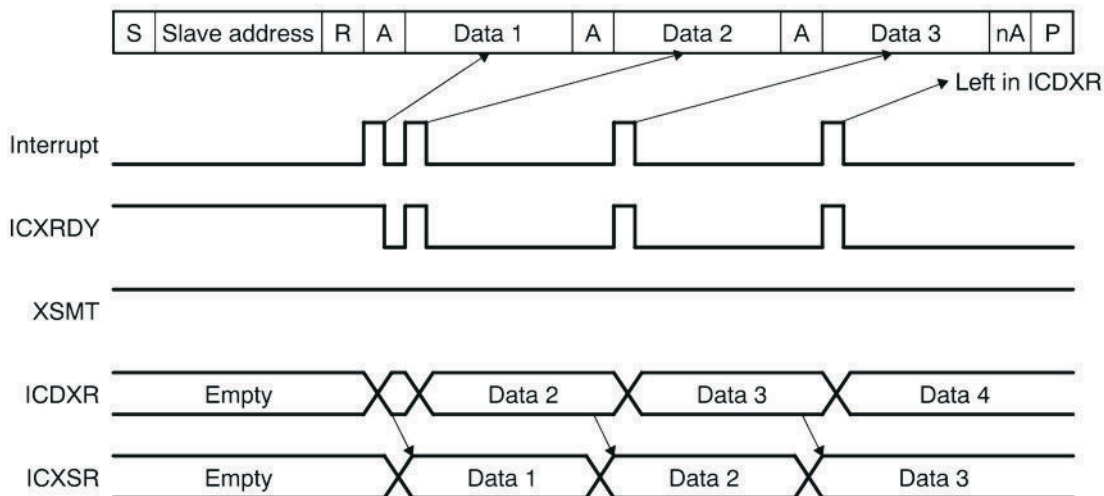 S Slave address R A Data 1 A Data 2 A Data 3 nA P
Left in ICDXR
Interrupt
ICXRDY
XSMT
ICDXR Empty Data 2 Data 3 Data 4
ICXSR Empty Data 1 Data 2 Data 3